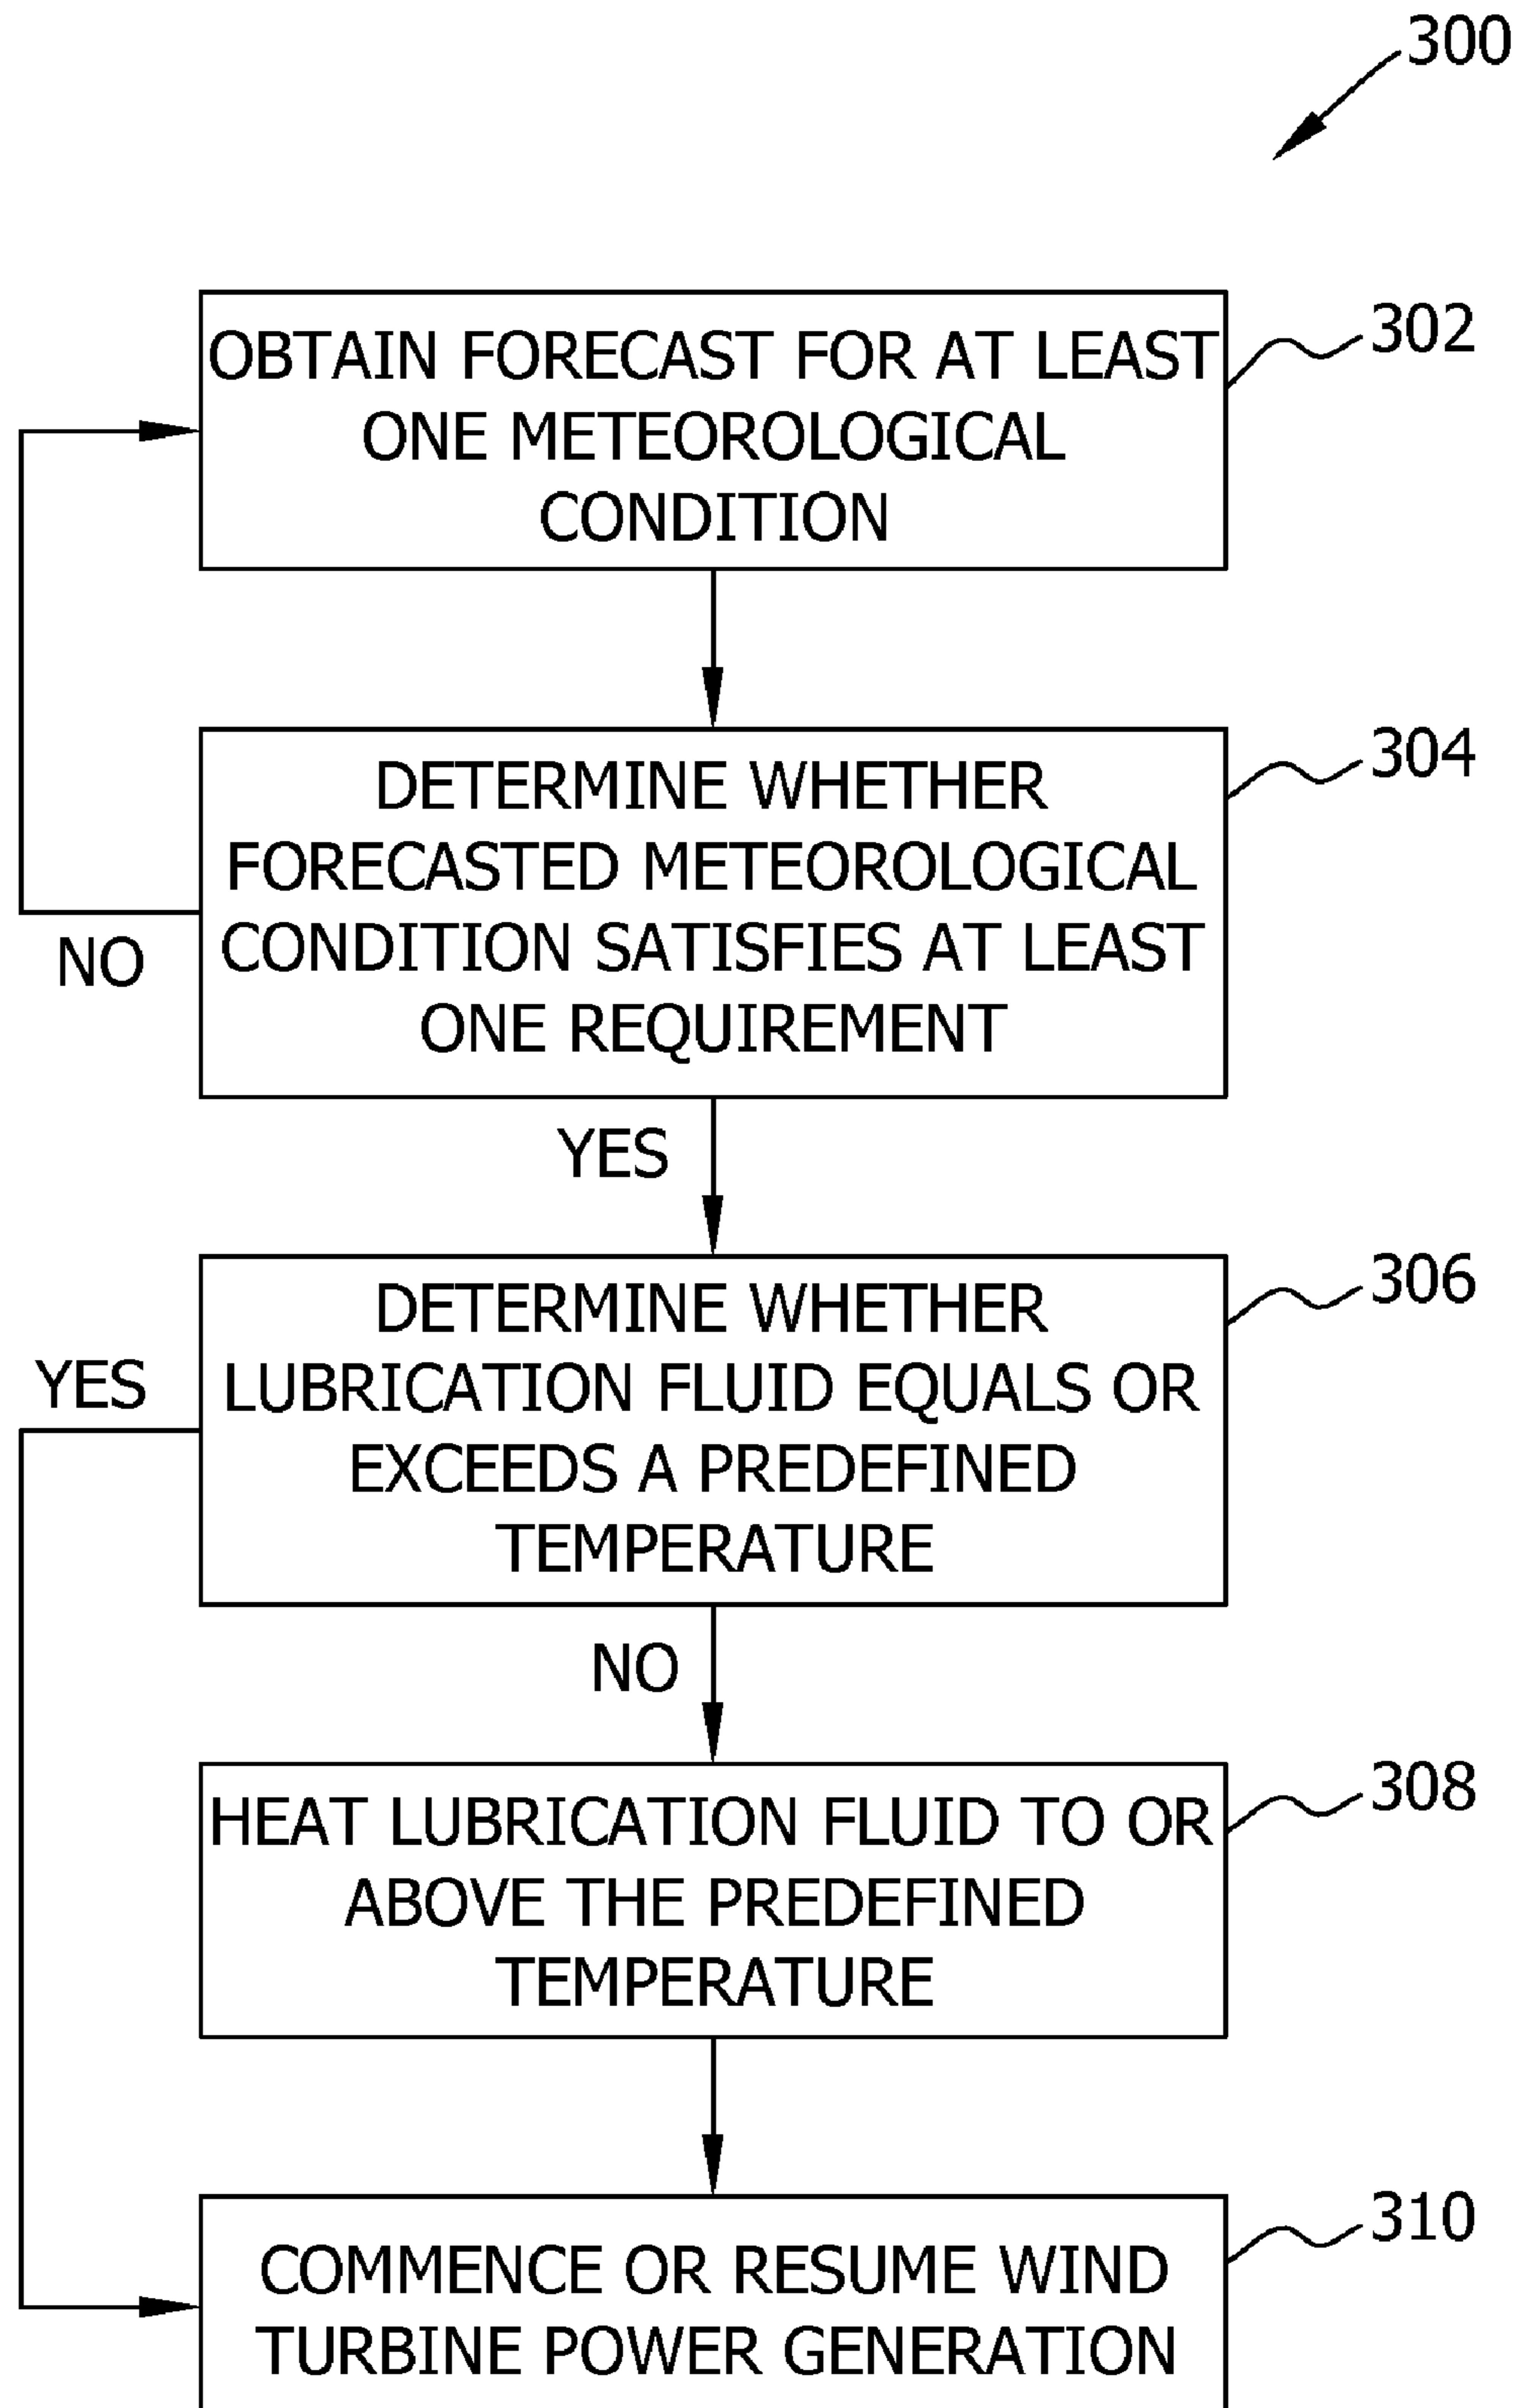 300
OBTAIN FORECAST FOR AT LEAST
ONE METEOROLOGICAL
CONDITION
302
DETERMINE WHETHER
FORECASTED METEOROLOGICAL
CONDITION SATISFIES AT LEAST
ONE REQUIREMENT
304
NO
YES
DETERMINE WHETHER
LUBRICATION FLUID EQUALS OR
EXCEEDS A PREDEFINED
TEMPERATURE
306
YES
NO
HEAT LUBRICATION FLUID TO OR
ABOVE THE PREDEFINED
TEMPERATURE
308
COMMENCE OR RESUME WIND
TURBINE POWER GENERATION
310